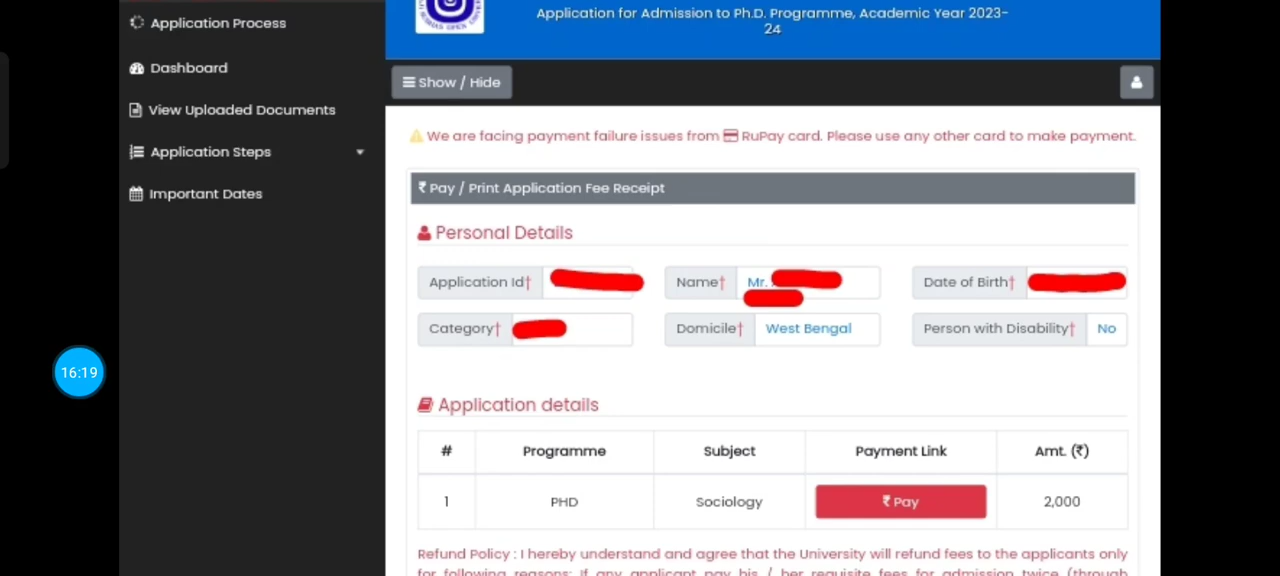 Application Process
Dashboard
View Uploaded Documents
Application Steps
Important Dates
16:19
OPEN
Application for Admission to Ph.D. Programme, Academic Year 2023-
24
Show / Hide
We are facing payment failure issues from RuPay card. Please use any other card to make payment.
₹ Pay / Print Application Fee Receipt
Personal Details
Application Id†
Name† Mr.
Date of Birth†
Category†
Domicile† West Bengal
Person with Disability† No
Application details
# Programme Subject Payment Link Amt. (₹)
1 PHD Sociology ₹ Pay 2,000
Refund Policy : I hereby understand and agree that the University will refund fees to the applicants only
for following reasons: If any applicant pay his / her requisite fees for admission twice (through